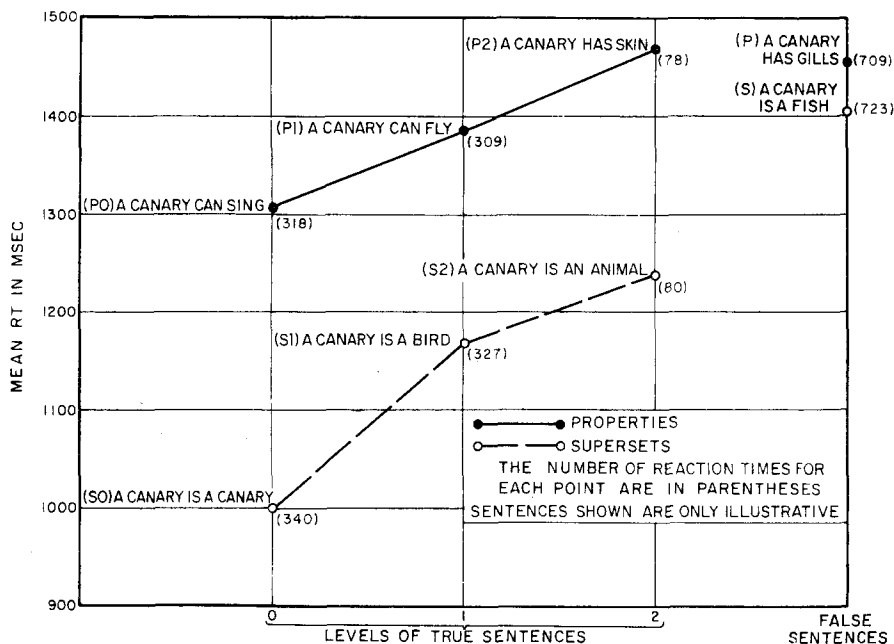 1500
1400
1300
1200
1100
1000
900
MEAN RT IN MSEC
(P2) A CANARY HAS SKIN
(78)
(P) A CANARY
HAS GILLS
(709)
(S) A CANARY
IS A FISH
(723)
(P1) A CANARY CAN FLY
(309)
(P0) A CANARY CAN SING
(318)
(S2) A CANARY IS AN ANIMAL
(80)
(S1) A CANARY IS A BIRD
(327)
(S0) A CANARY IS A CANARY
(340)
PROPERTIES
SUPERSETS
THE NUMBER OF REACTION TIMES FOR
EACH POINT ARE IN PARENTHESES
SENTENCES SHOWN ARE ONLY ILLUSTRATIVE
0 1 2
LEVELS OF TRUE SENTENCES
FALSE
SENTENCES